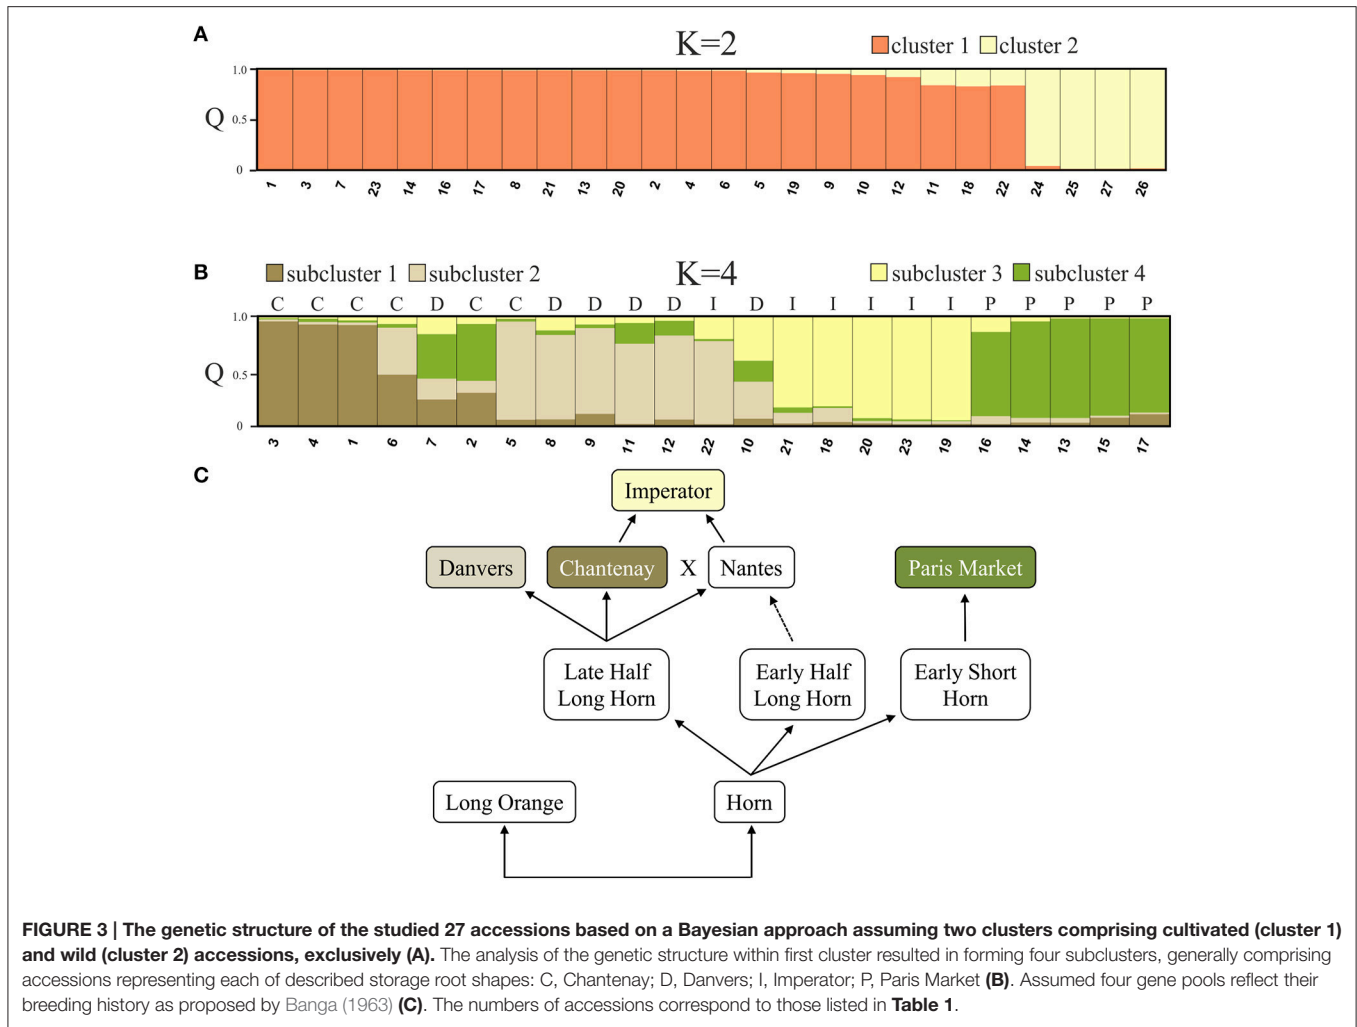 A
K=2
cluster 1 cluster 2
1.0
Q 0.5
0
1 3 7 23 14 16 17 8 21 13 20 2 4 6 5 19 9 10 12 11 18 22 24 25 27 26
B
subcluster 1 subcluster 2 K=4 subcluster 3 subcluster 4
C C C C D C C D D D D I D I I I I I P P P P P
1.0
Q 0.5
0
3 4 1 6 7 2 5 8 9 11 12 22 10 21 18 20 23 19 16 14 13 15 17
C
Imperator
Danvers Chantenay X Nantes Paris Market
Late Half
Long Horn
Early Half
Long Horn
Early Short
Horn
Long Orange Horn
FIGURE 3 | The genetic structure of the studied 27 accessions based on a Bayesian approach assuming two clusters comprising cultivated (cluster 1)
and wild (cluster 2) accessions, exclusively (A). The analysis of the genetic structure within first cluster resulted in forming four subclusters, generally comprising
accessions representing each of described storage root shapes: C, Chantenay; D, Danvers; I, Imperator; P, Paris Market (B). Assumed four gene pools reflect their
breeding history as proposed by Banga (1963) (C). The numbers of accessions correspond to those listed in Table 1.